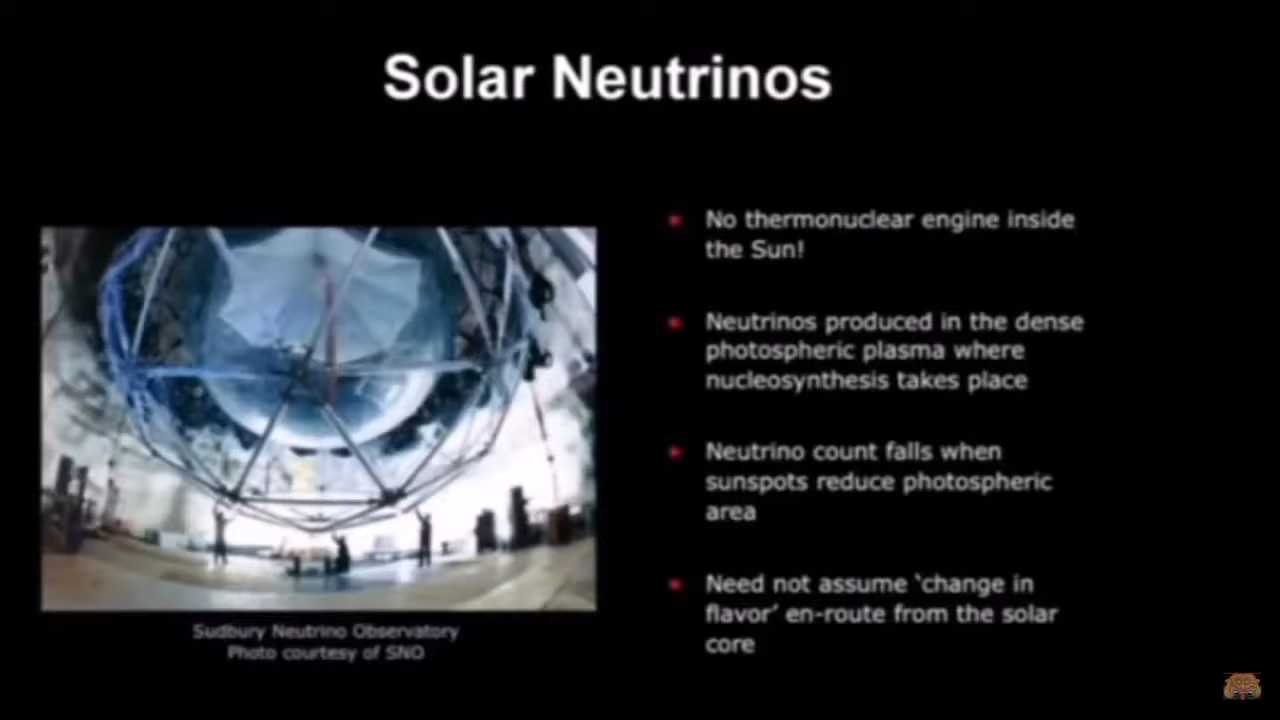 Solar Neutrinos
No thermonuclear engine inside
the Sun!
Neutrinos produced in the dense
photospheric plasma where
nucleosynthesis takes place
Neutrino count falls when
sunspots reduce photospheric
area
Need not assume ‘change in
flavor’ en-route from the solar
core
Sudbury Neutrino Observatory
Photo courtesy of SNO